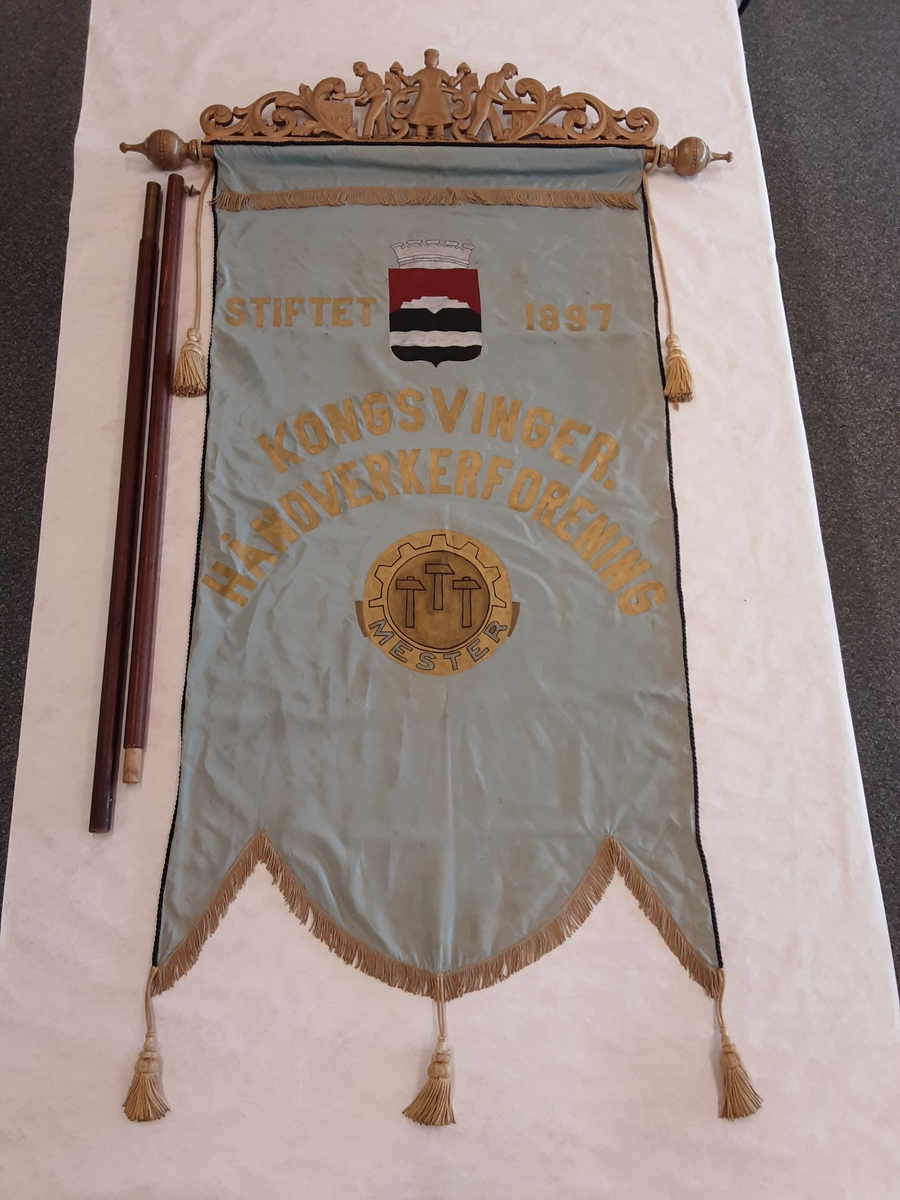 STIFTET 1897
KONGSVINGER.
HÅNDVERKERFORENING
MESTER